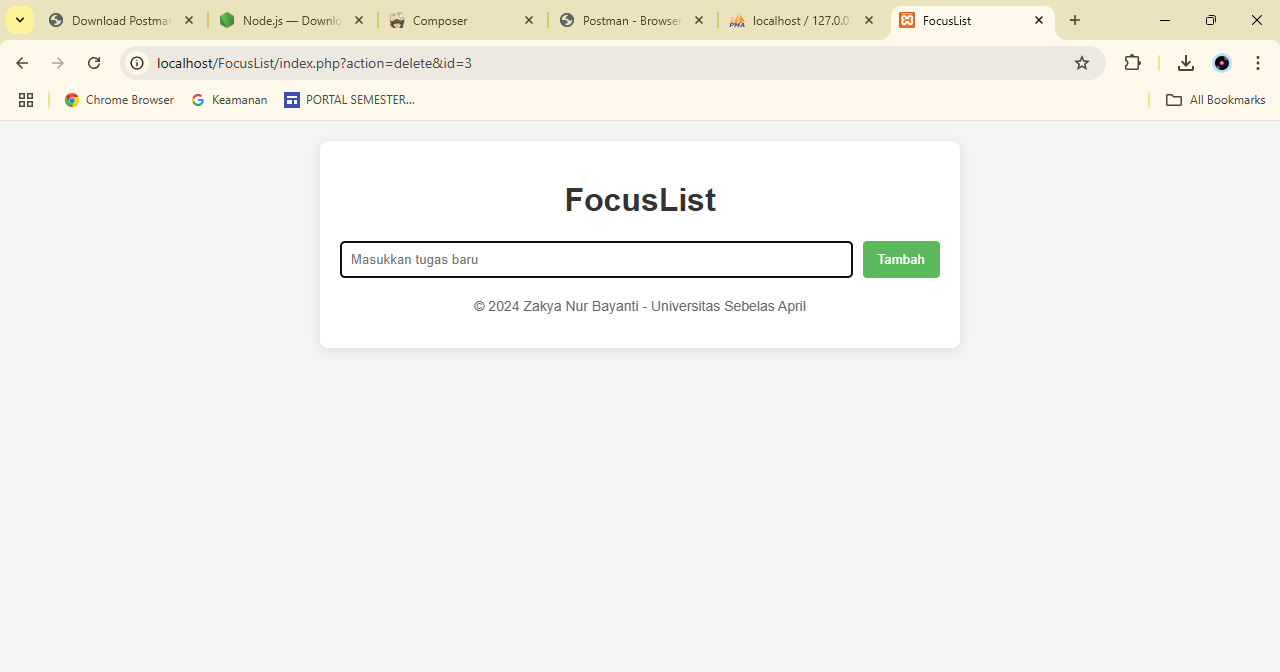 Download Postman
Node.js — Downlo
Composer
Postman - Browser
localhost / 127.0.0.
FocusList
localhost/FocusList/index.php?action=delete&id=3
Chrome Browser
Keamanan
PORTAL SEMESTER...
All Bookmarks
FocusList
Masukkan tugas baru
Tambah
© 2024 Zakya Nur Bayanti - Universitas Sebelas April